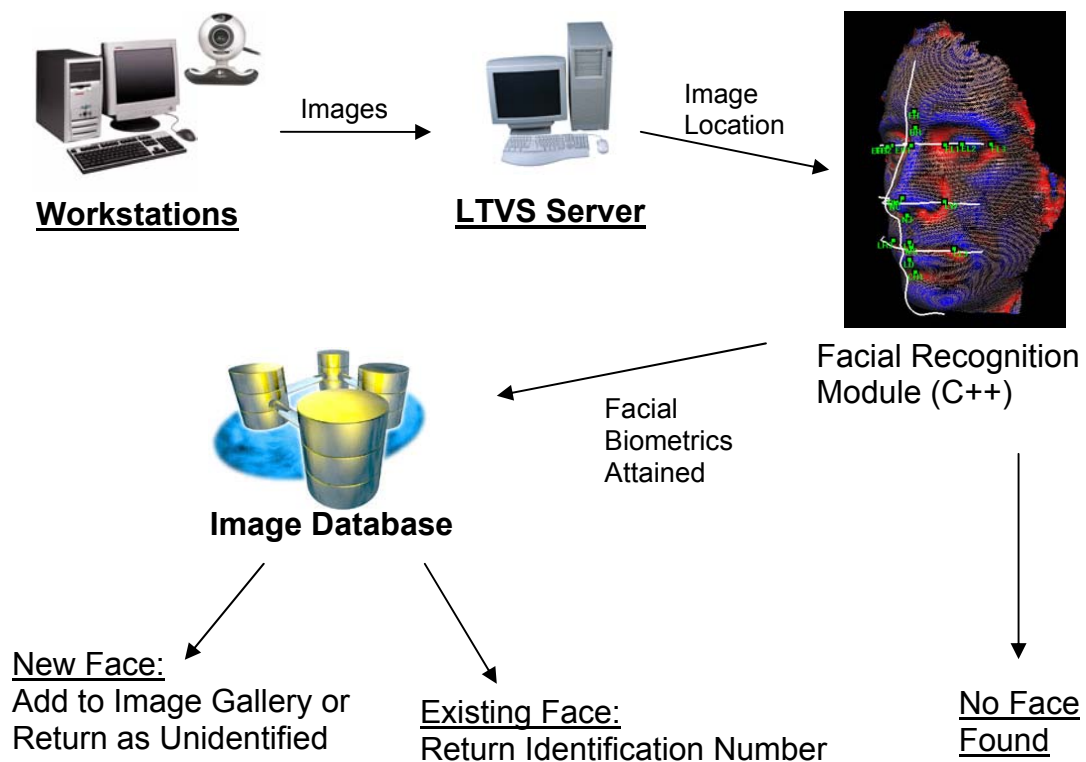 Images
Image
Location
Workstations
LTVS Server
Facial Recognition
Module (C++)
Facial
Biometrics
Attained
Image Database
New Face:
Add to Image Gallery or
Return as Unidentified
Existing Face:
Return Identification Number
No Face
Found